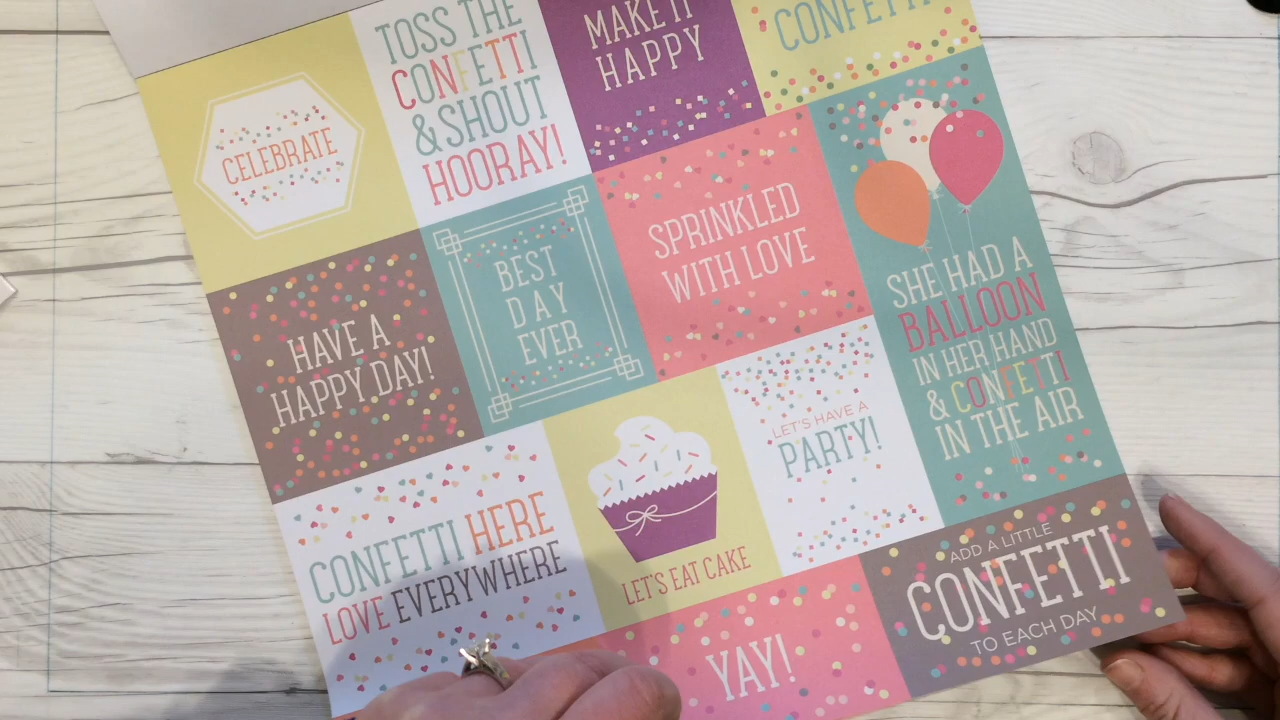 CELEBRATE
TOSS THE
CONFETTI
& SHOUT
HOORAY!
MAKE IT
HAPPY
CONFETTI
HAVE A
HAPPY DAY!
BEST
DAY
EVER
SPRINKLED
WITH LOVE
SHE HAD A
BALLOON
IN HER HAND
& CONFETTI
IN THE AIR
CONFETTI HERE
LOVE EVERYWHERE
LET'S EAT CAKE
LET'S HAVE A
PARTY!
YAY!
ADD A LITTLE
CONFETTI
TO EACH DAY